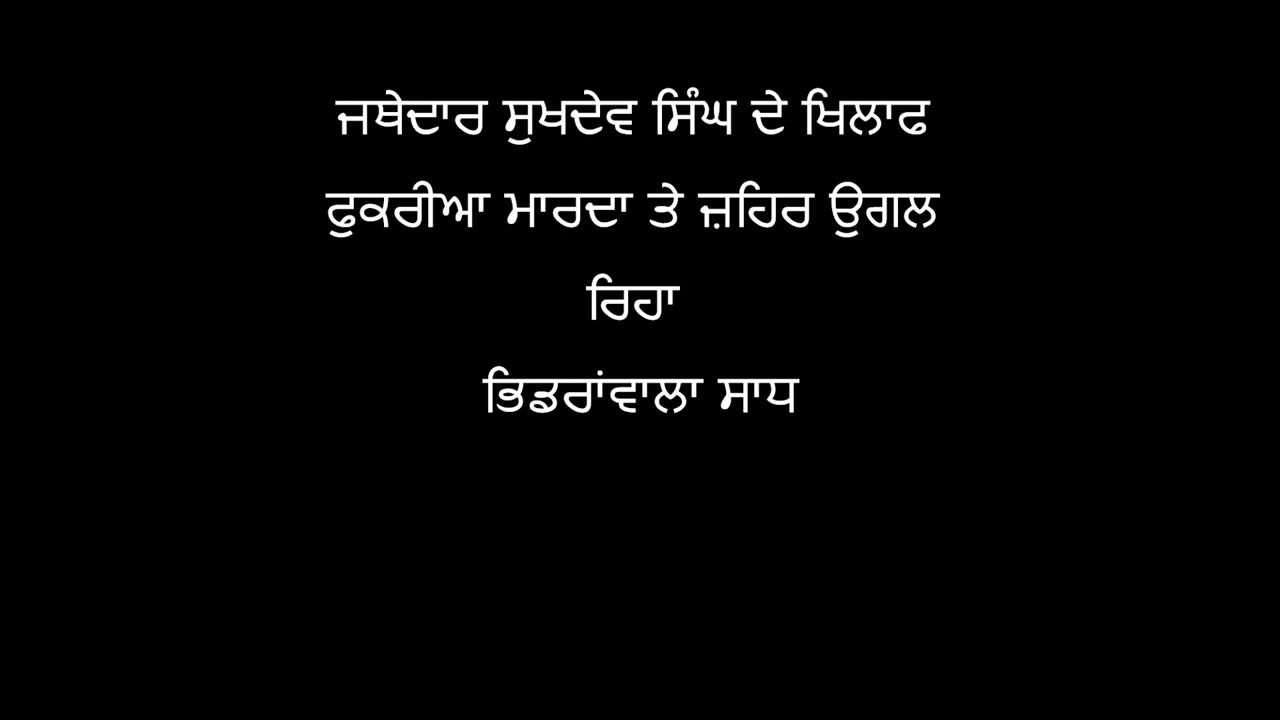 ਜਥੇਦਾਰ ਸੁਖਦੇਵ ਸਿੰਘ ਦੇ ਖਿਲਾਫ
ਫੁਕਰੀਆ ਮਾਰਦਾ ਤੇ ਜ਼ਹਿਰ ਉਗਲ
ਰਿਹਾ
ਭਿਡਰਾਂਵਾਲਾ ਸਾਧ